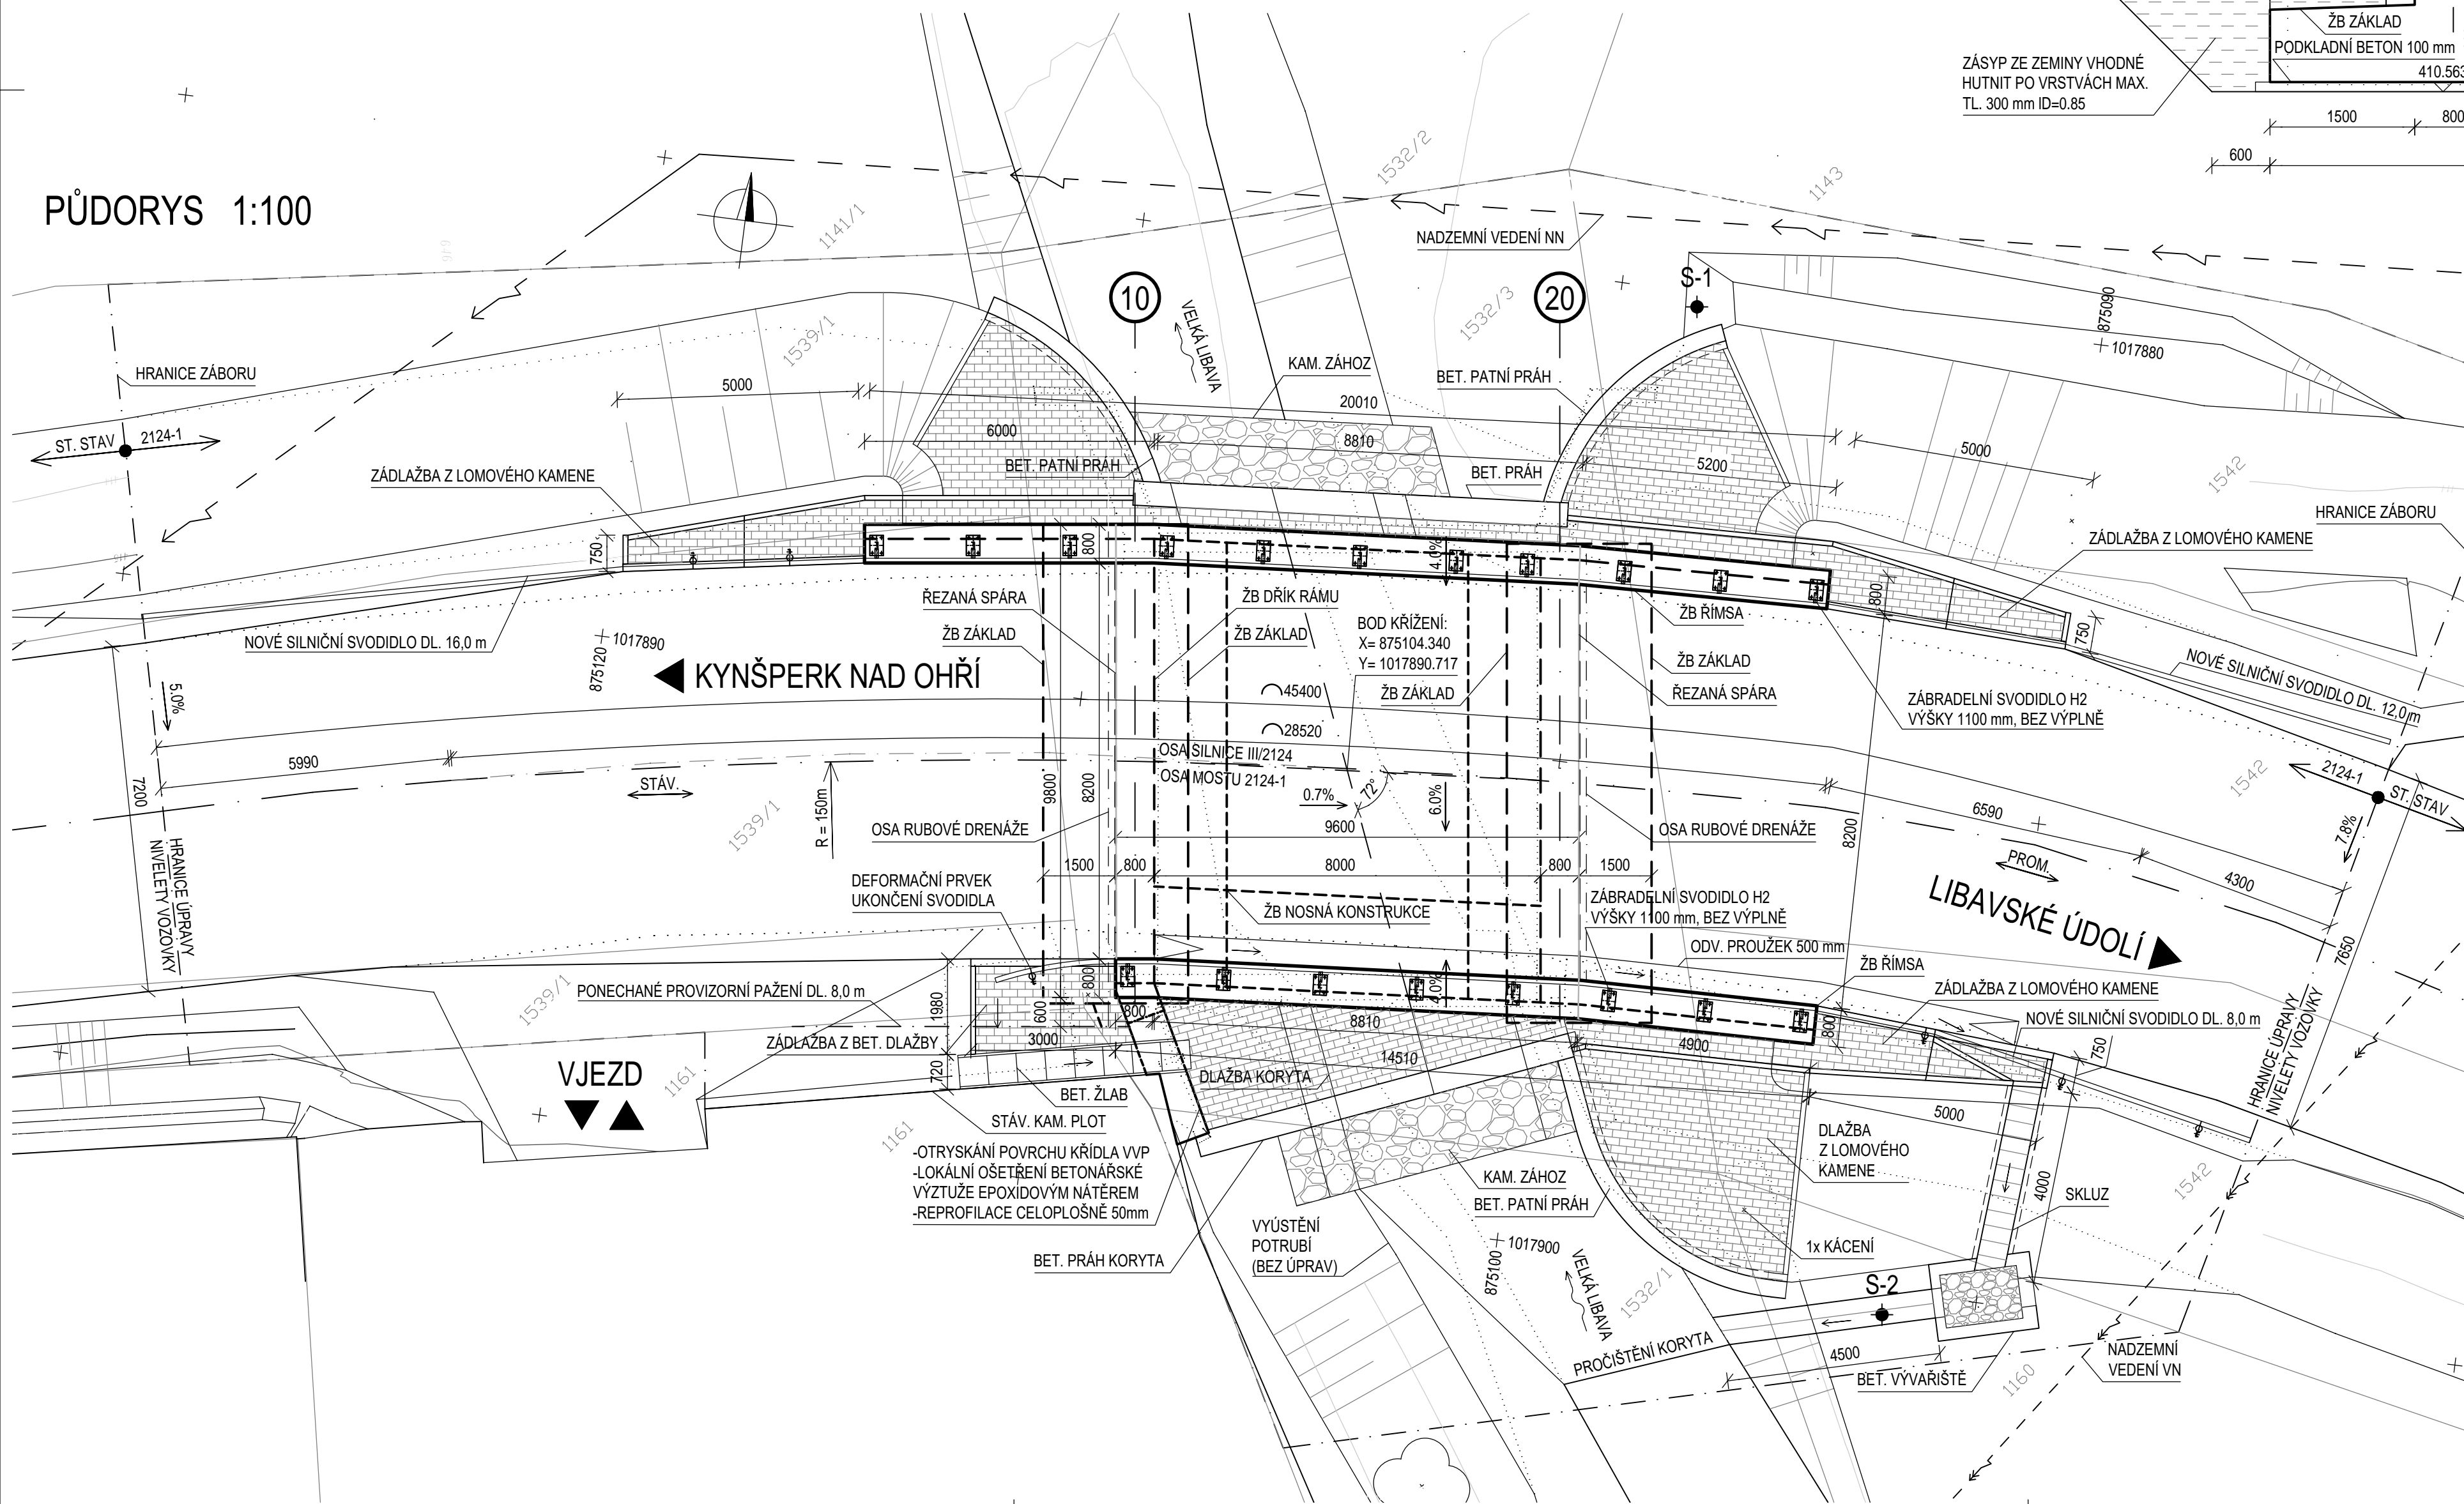 ŽB ZÁKLAD
PODKLADNÍ BETON 100 mm
410.563
ZÁSYP ZE ZEMINY VHODNÉ
HUTNIT PO VRSTVÁCH MAX.
TL. 300 mm ID=0.85
1500
800
600
PŮDORYS 1:100
1141/1
1532/2
1143
NADZEMNÍ VEDENÍ NN
10
20
S-1
VELKÁ LIBAVA
1539/1
1532/3
875090
1017880
HRANICE ZÁBORU
KAM. ZÁHOZ
BET. PATNÍ PRÁH
5000
20010
6000
8810
ST. STAV
2124-1
BET. PATNÍ PRÁH
BET. PRÁH
5200
5000
1542
ZÁDLAŽBA Z LOMOVÉHO KAMENE
HRANICE ZÁBORU
ZÁDLAŽBA Z LOMOVÉHO KAMENE
750
800
4.0%
800
750
ŘEZANÁ SPÁRA
ŽB DŘÍK RÁMU
ŽB ZÁKLAD
ŽB ZÁKLAD
BOD KŘÍŽENÍ:
X= 875104.340
Y= 1017890.717
ŽB ŘÍMSA
NOVÉ SILNIČNÍ SVODIDLO DL. 16,0 m
1017890
875120
KYNŠPERK NAD OHŘÍ
ŽB ZÁKLAD
ŽB ZÁKLAD
ŘEZANÁ SPÁRA
NOVÉ SILNIČNÍ SVODIDLO DL. 12,0 m
ZÁBRADELNÍ SVODIDLO H2
VÝŠKY 1100 mm, BEZ VÝPLNĚ
5.0%
45400
28520
5990
OSA SILNICE III/2124
OSA MOSTU 2124-1
STÁV.
7200
9800
8200
0.7%
72°
6.0%
1542
2124-1
ST. STAV
6590
7.8%
R = 150m
1539/1
OSA RUBOVÉ DRENÁŽE
9600
OSA RUBOVÉ DRENÁŽE
8200
PROM.
4300
HRANICE ÚPRAVY
NIVELETY VOZOVKY
1500
800
8000
800
1500
DEFORMAČNÍ PRVEK
UKONČENÍ SVODIDLA
ŽB NOSNÁ KONSTRUKCE
ZÁBRADELNÍ SVODIDLO H2
VÝŠKY 1100 mm, BEZ VÝPLNĚ
LIBAVSKÉ ÚDOLÍ
7650
ODV. PROUŽEK 500 mm
ŽB ŘÍMSA
1539/1
PONECHANÉ PROVIZORNÍ PAŽENÍ DL. 8,0 m
1980
600
800
800
8810
ZÁDLAŽBA Z LOMOVÉHO KAMENE
NOVÉ SILNIČNÍ SVODIDLO DL. 8,0 m
800
750
ZÁDLAŽBA Z BET. DLAŽBY
3000
14510
4900
HRANICE ÚPRAVY
NIVELETY VOZOVKY
VJEZD
1161
720
DLAŽBA KORYTA
BET. ŽLAB
STÁV. KAM. PLOT
5000
1161
-OTRYSKÁNÍ POVRCHU KŘÍDLA VVP
-LOKÁLNÍ OŠETŘENÍ BETONÁŘSKÉ
VÝZTUŽE EPOXIDOVÝM NÁTĚREM
-REPROFILACE CELOPLOŠNĚ 50mm
DLAŽBA
Z LOMOVÉHO
KAMENE
KAM. ZÁHOZ
BET. PATNÍ PRÁH
4000
SKLUZ
1542
VYÚSTĚNÍ
POTRUBÍ
(BEZ ÚPRAV)
BET. PRÁH KORYTA
1017900
875100
VELKÁ LIBAVA
1532/1
1x KÁCENÍ
S-2
PROČIŠTĚNÍ KORYTA
4500
BET. VÝVAŘIŠTĚ
1160
NADZEMNÍ
VEDENÍ VN